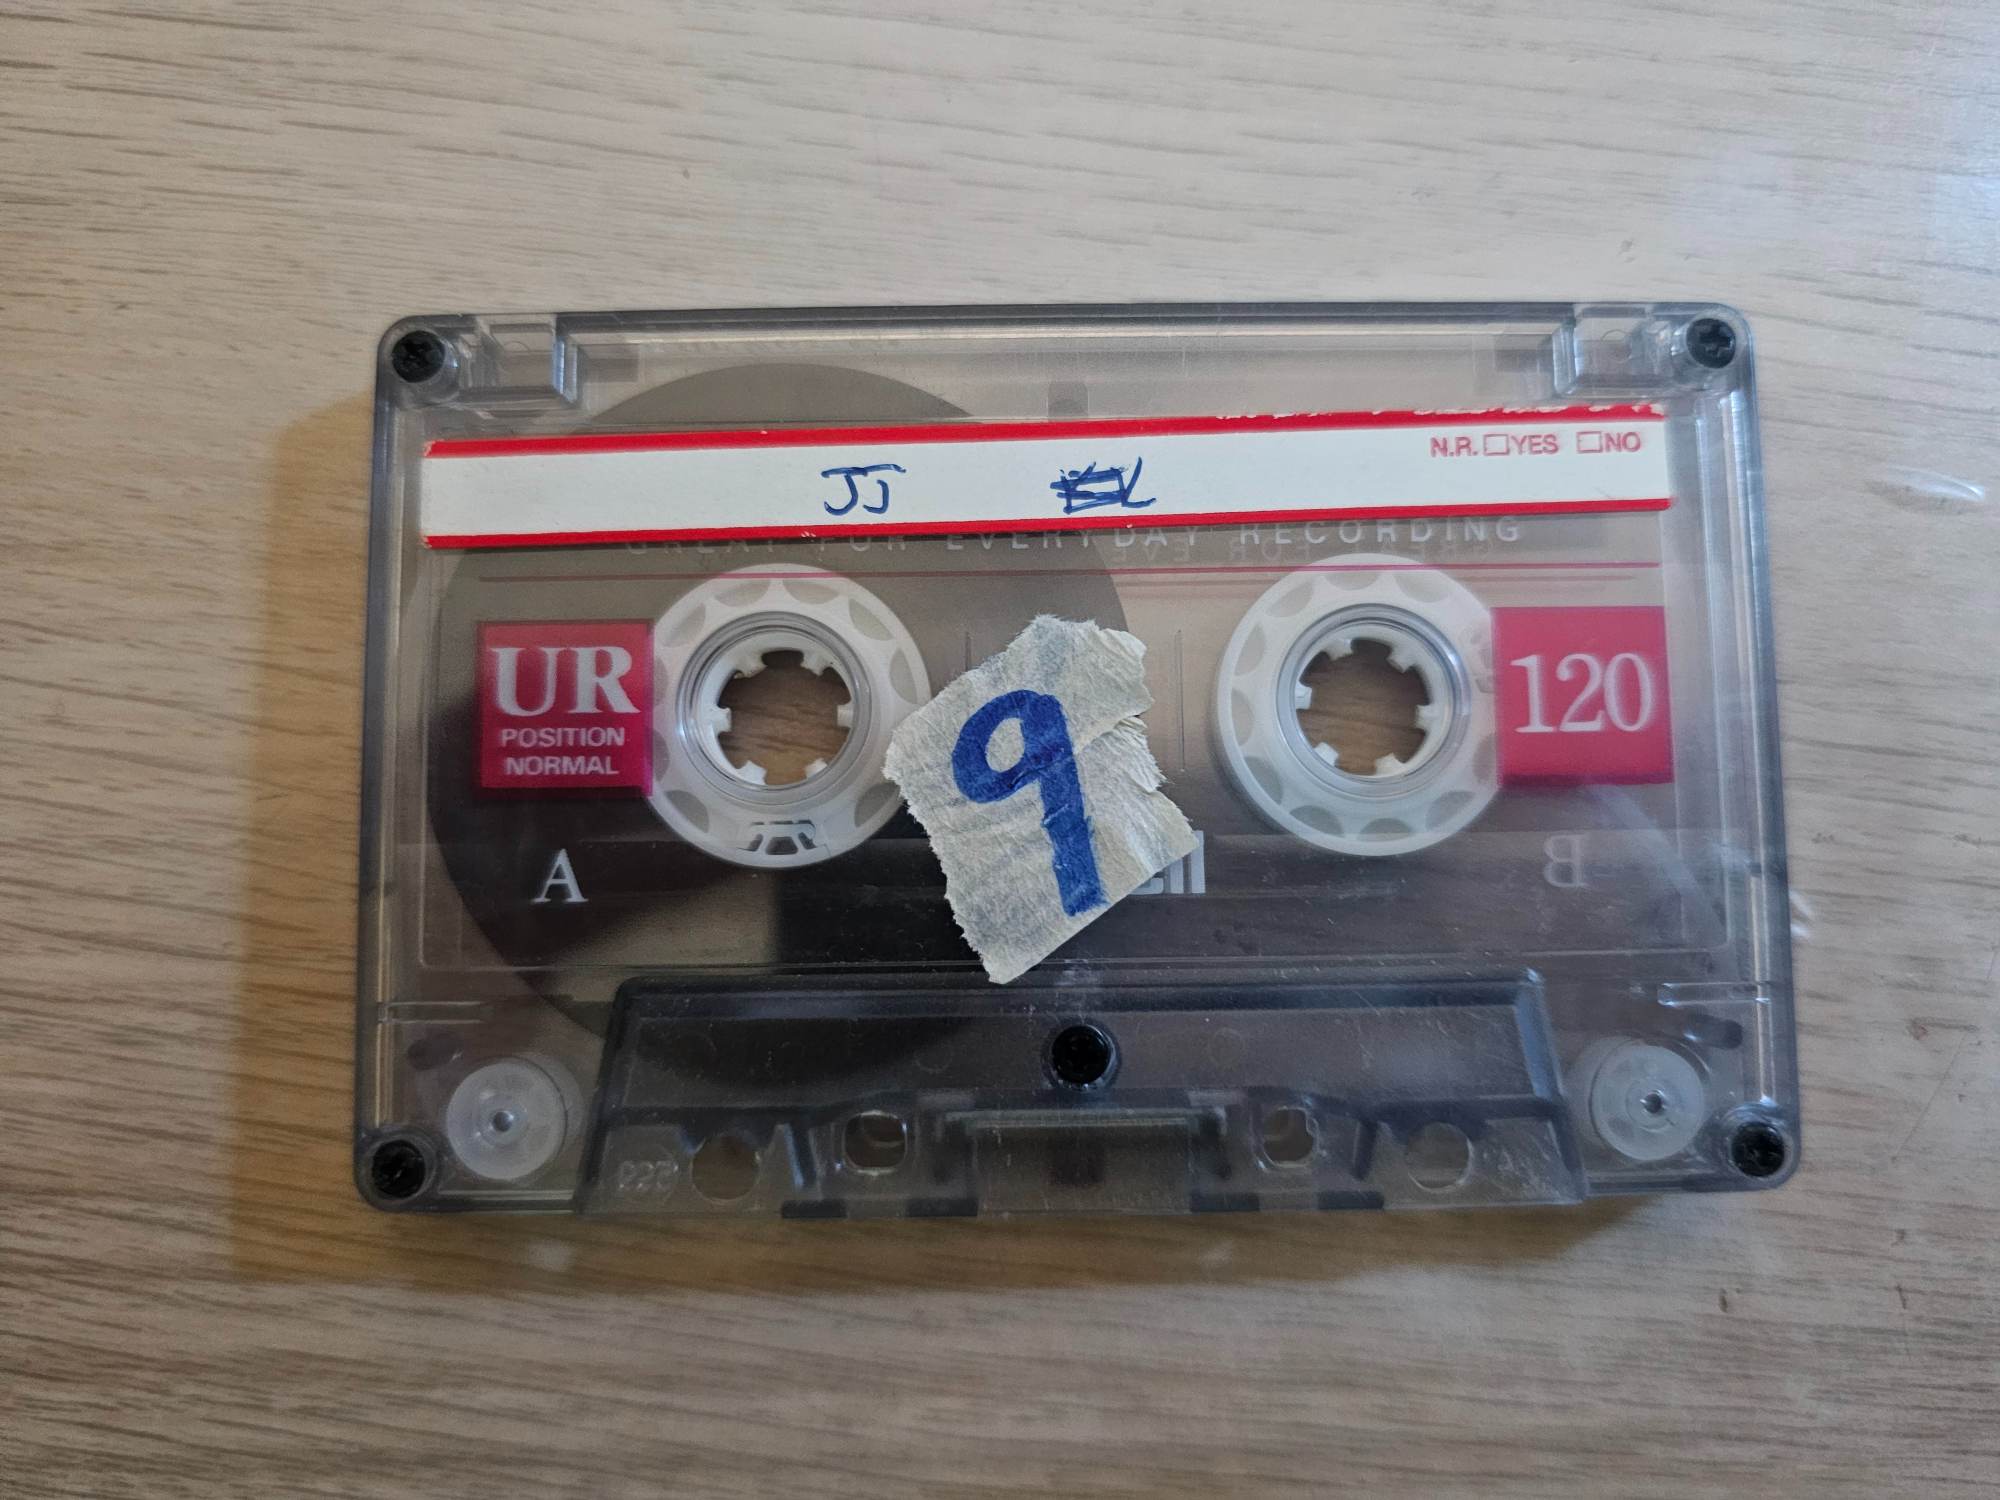 N.R. □YES □NO
JJ
GREAT FOR EVERYDAY RECORDING
UR
POSITION
NORMAL
120
9
A
B